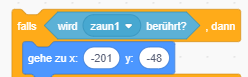 falls wird zaun1 berührt? , dann
gehe zu x: -201 y: -48